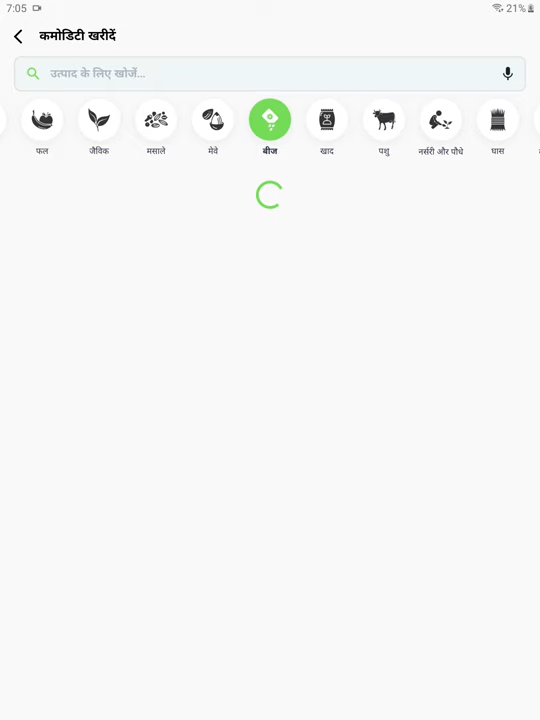 7:05 21%
कमोडिटी खरीदें
उत्पाद के लिए खोजें...
फल जैविक मसाले मेवे बीज खाद पशु नर्सरी और पौधे घास